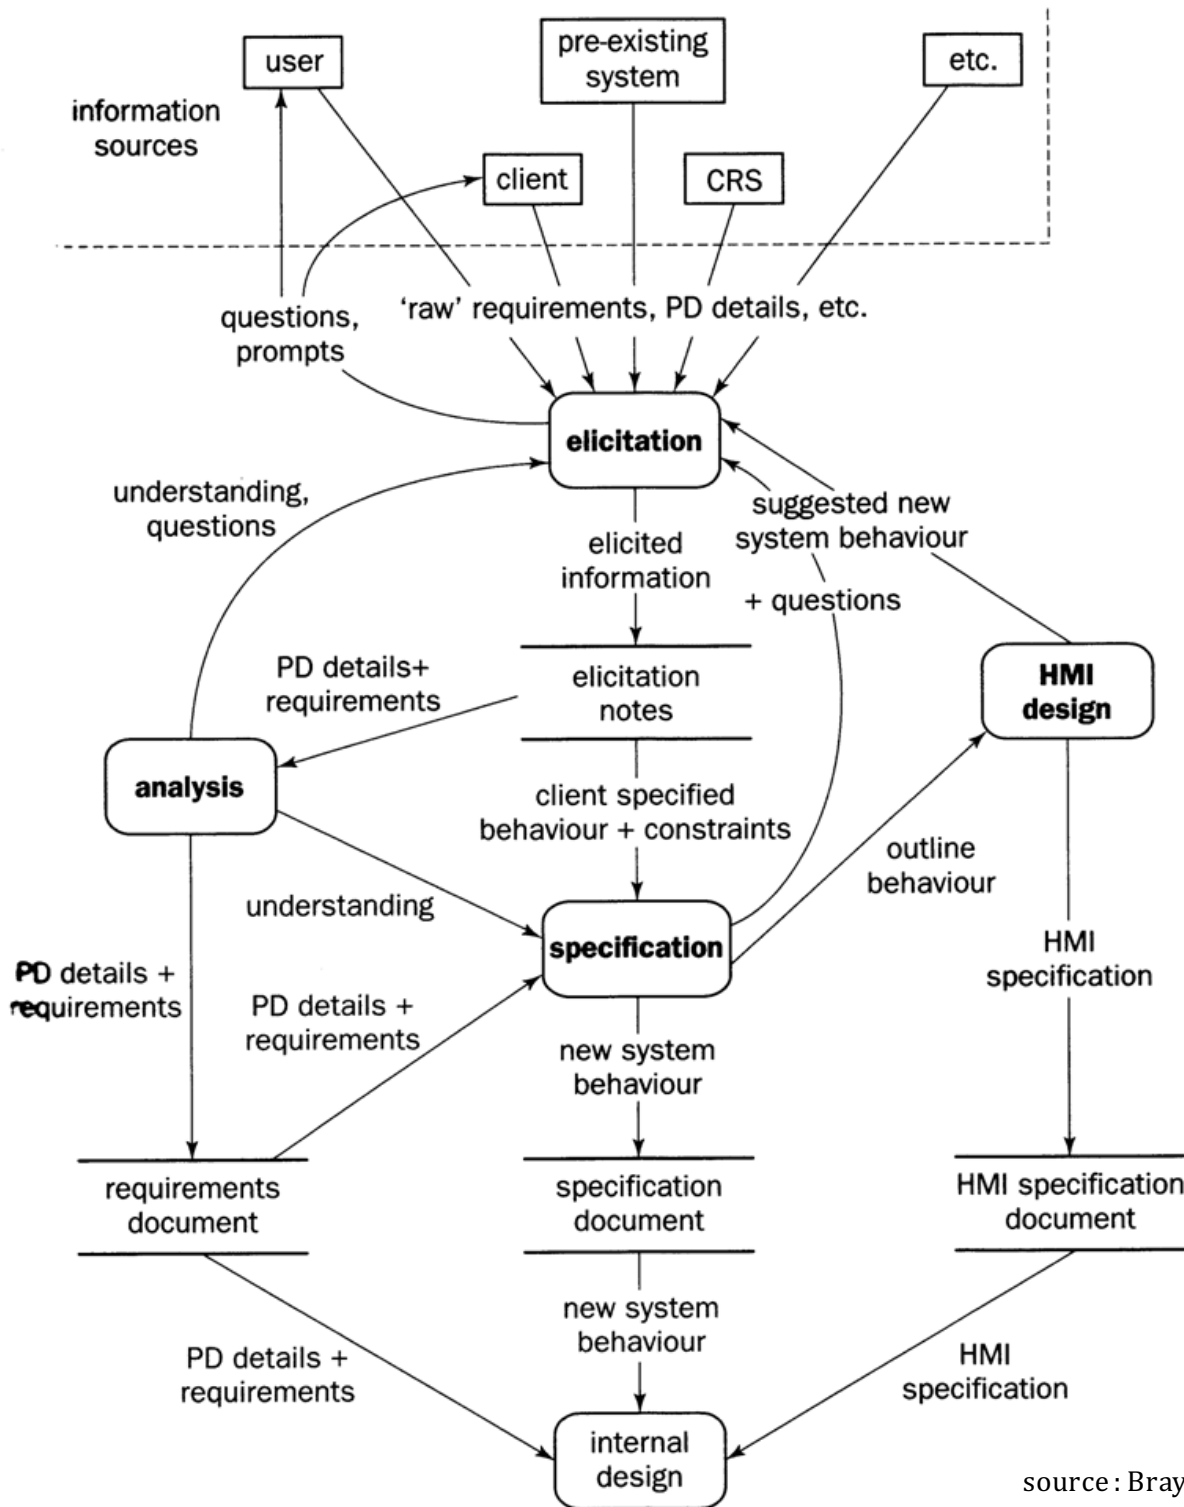 pre-existing
system
user
etc.
information
sources
client
CRS
questions,
prompts
‘raw’ requirements, PD details, etc.
elicitation
understanding,
questions
suggested new
system behaviour
elicited
information
+ questions
PD details+
requirements
elicitation
notes
HMI
design
analysis
client specified
behaviour + constraints
outline
behaviour
understanding
specification
HMI
specification
PD details +
requirements
PD details +
requirements
new system
behaviour
requirements
document
specification
document
HMI specification
document
new system
behaviour
PD details +
requirements
HMI
specification
internal
design
source : Bray